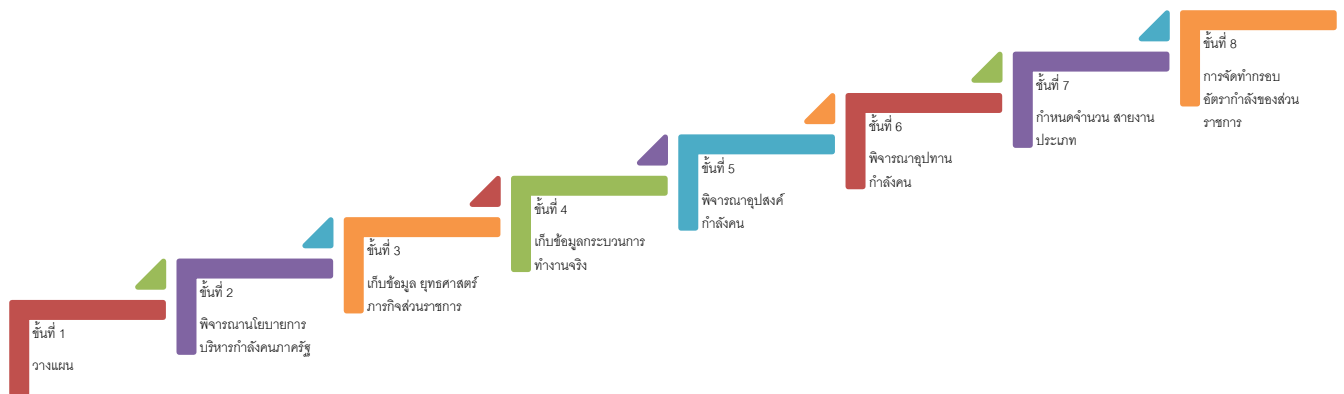 ขั้นที่ 1
วางแผน
ขั้นที่ 2
พิจารณานโยบายการ
บริหารกำลังคนภาครัฐ
ขั้นที่ 3
เก็บข้อมูล ยุทธศาสตร์
ภารกิจส่วนราชการ
ขั้นที่ 4
เก็บข้อมูลกระบวนการ
ทำงานจริง
ขั้นที่ 5
พิจารณาอุปสงค์
กำลังคน
ขั้นที่ 6
พิจารณาอุปทาน
กำลังคน
ขั้นที่ 7
กำหนดจำนวน สายงาน
ประเภท
ขั้นที่ 8
การจัดทำกรอบ
อัตรากำลังของส่วน
ราชการ